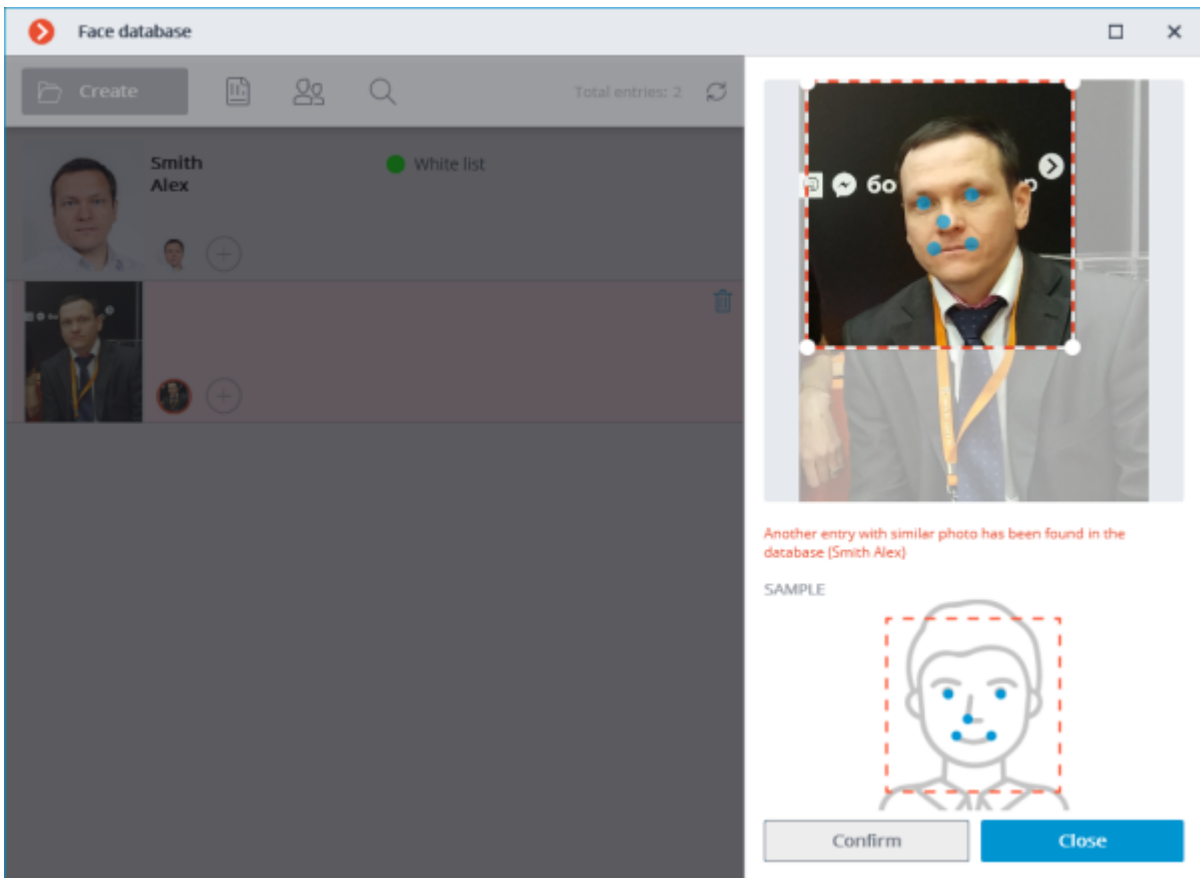 Face database
Create
Total entries: 2
Smith
Alex
White list
бо
р
Another entry with similar photo has been found in the
database (Smith Alex)
SAMPLE
Confirm
Close